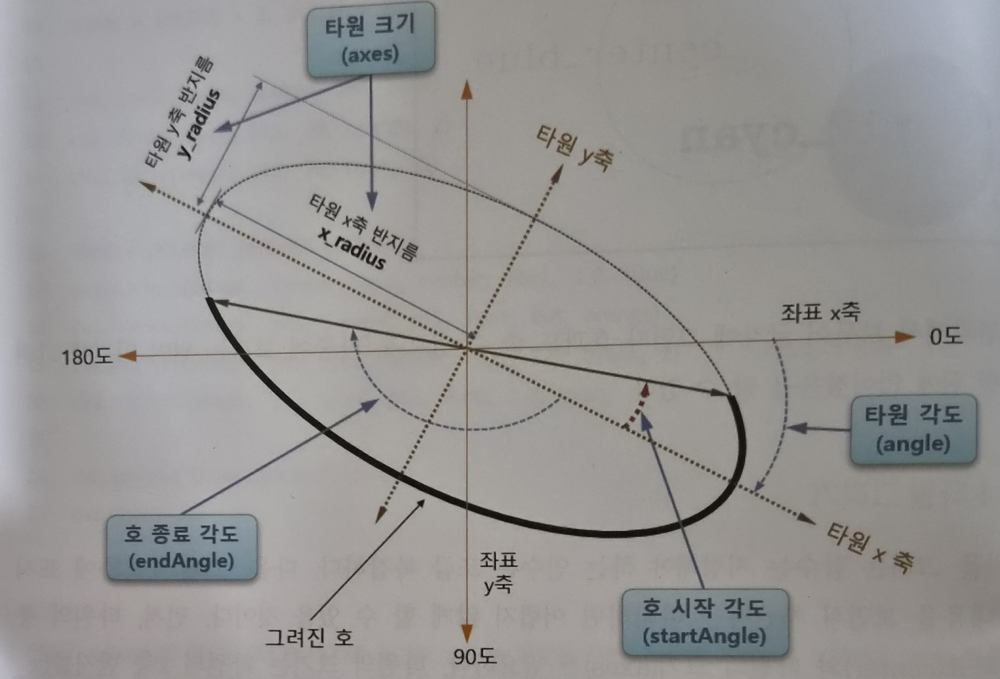 타원 크기
(axes)
타원 y축 반지름
y_radius
타원 y축
타원 x축 반지름
x_radius
좌표 x축
0도
180도
타원 각도
(angle)
호 종료 각도
(endAngle)
타원 x 축
좌표
y축
호 시작 각도
(startAngle)
그려진 호
90도